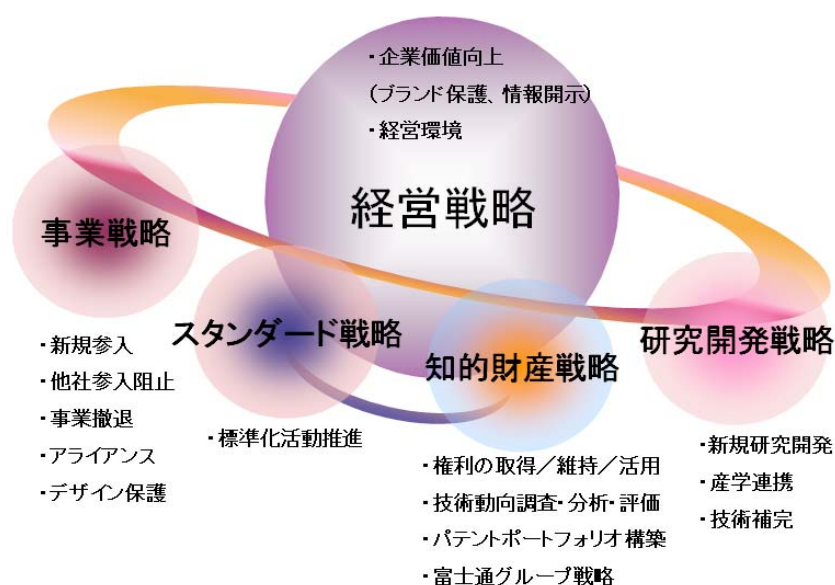 ・企業価値向上
(ブランド保護、情報開示)
・経営環境
経営戦略
事業戦略
・新規参入
・他社参入阻止
・事業撤退
・アライアンス
・デザイン保護
スタンダード戦略
・標準化活動推進
知的財産戦略
・権利の取得／維持／活用
・技術動向調査・分析・評価
・パテントポートフォリオ構築
・富士通グループ戦略
研究開発戦略
・新規研究開発
・産学連携
・技術補完